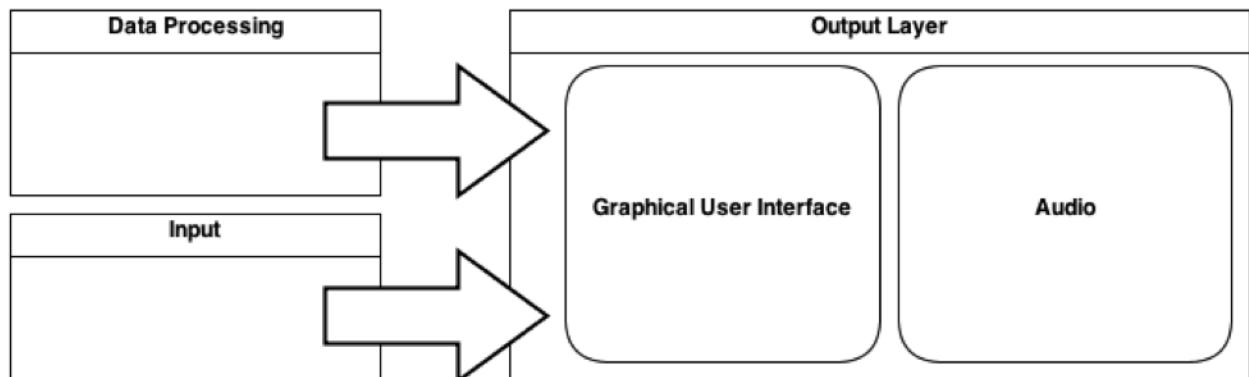 Data Processing
Output Layer
Graphical User Interface
Audio
Input